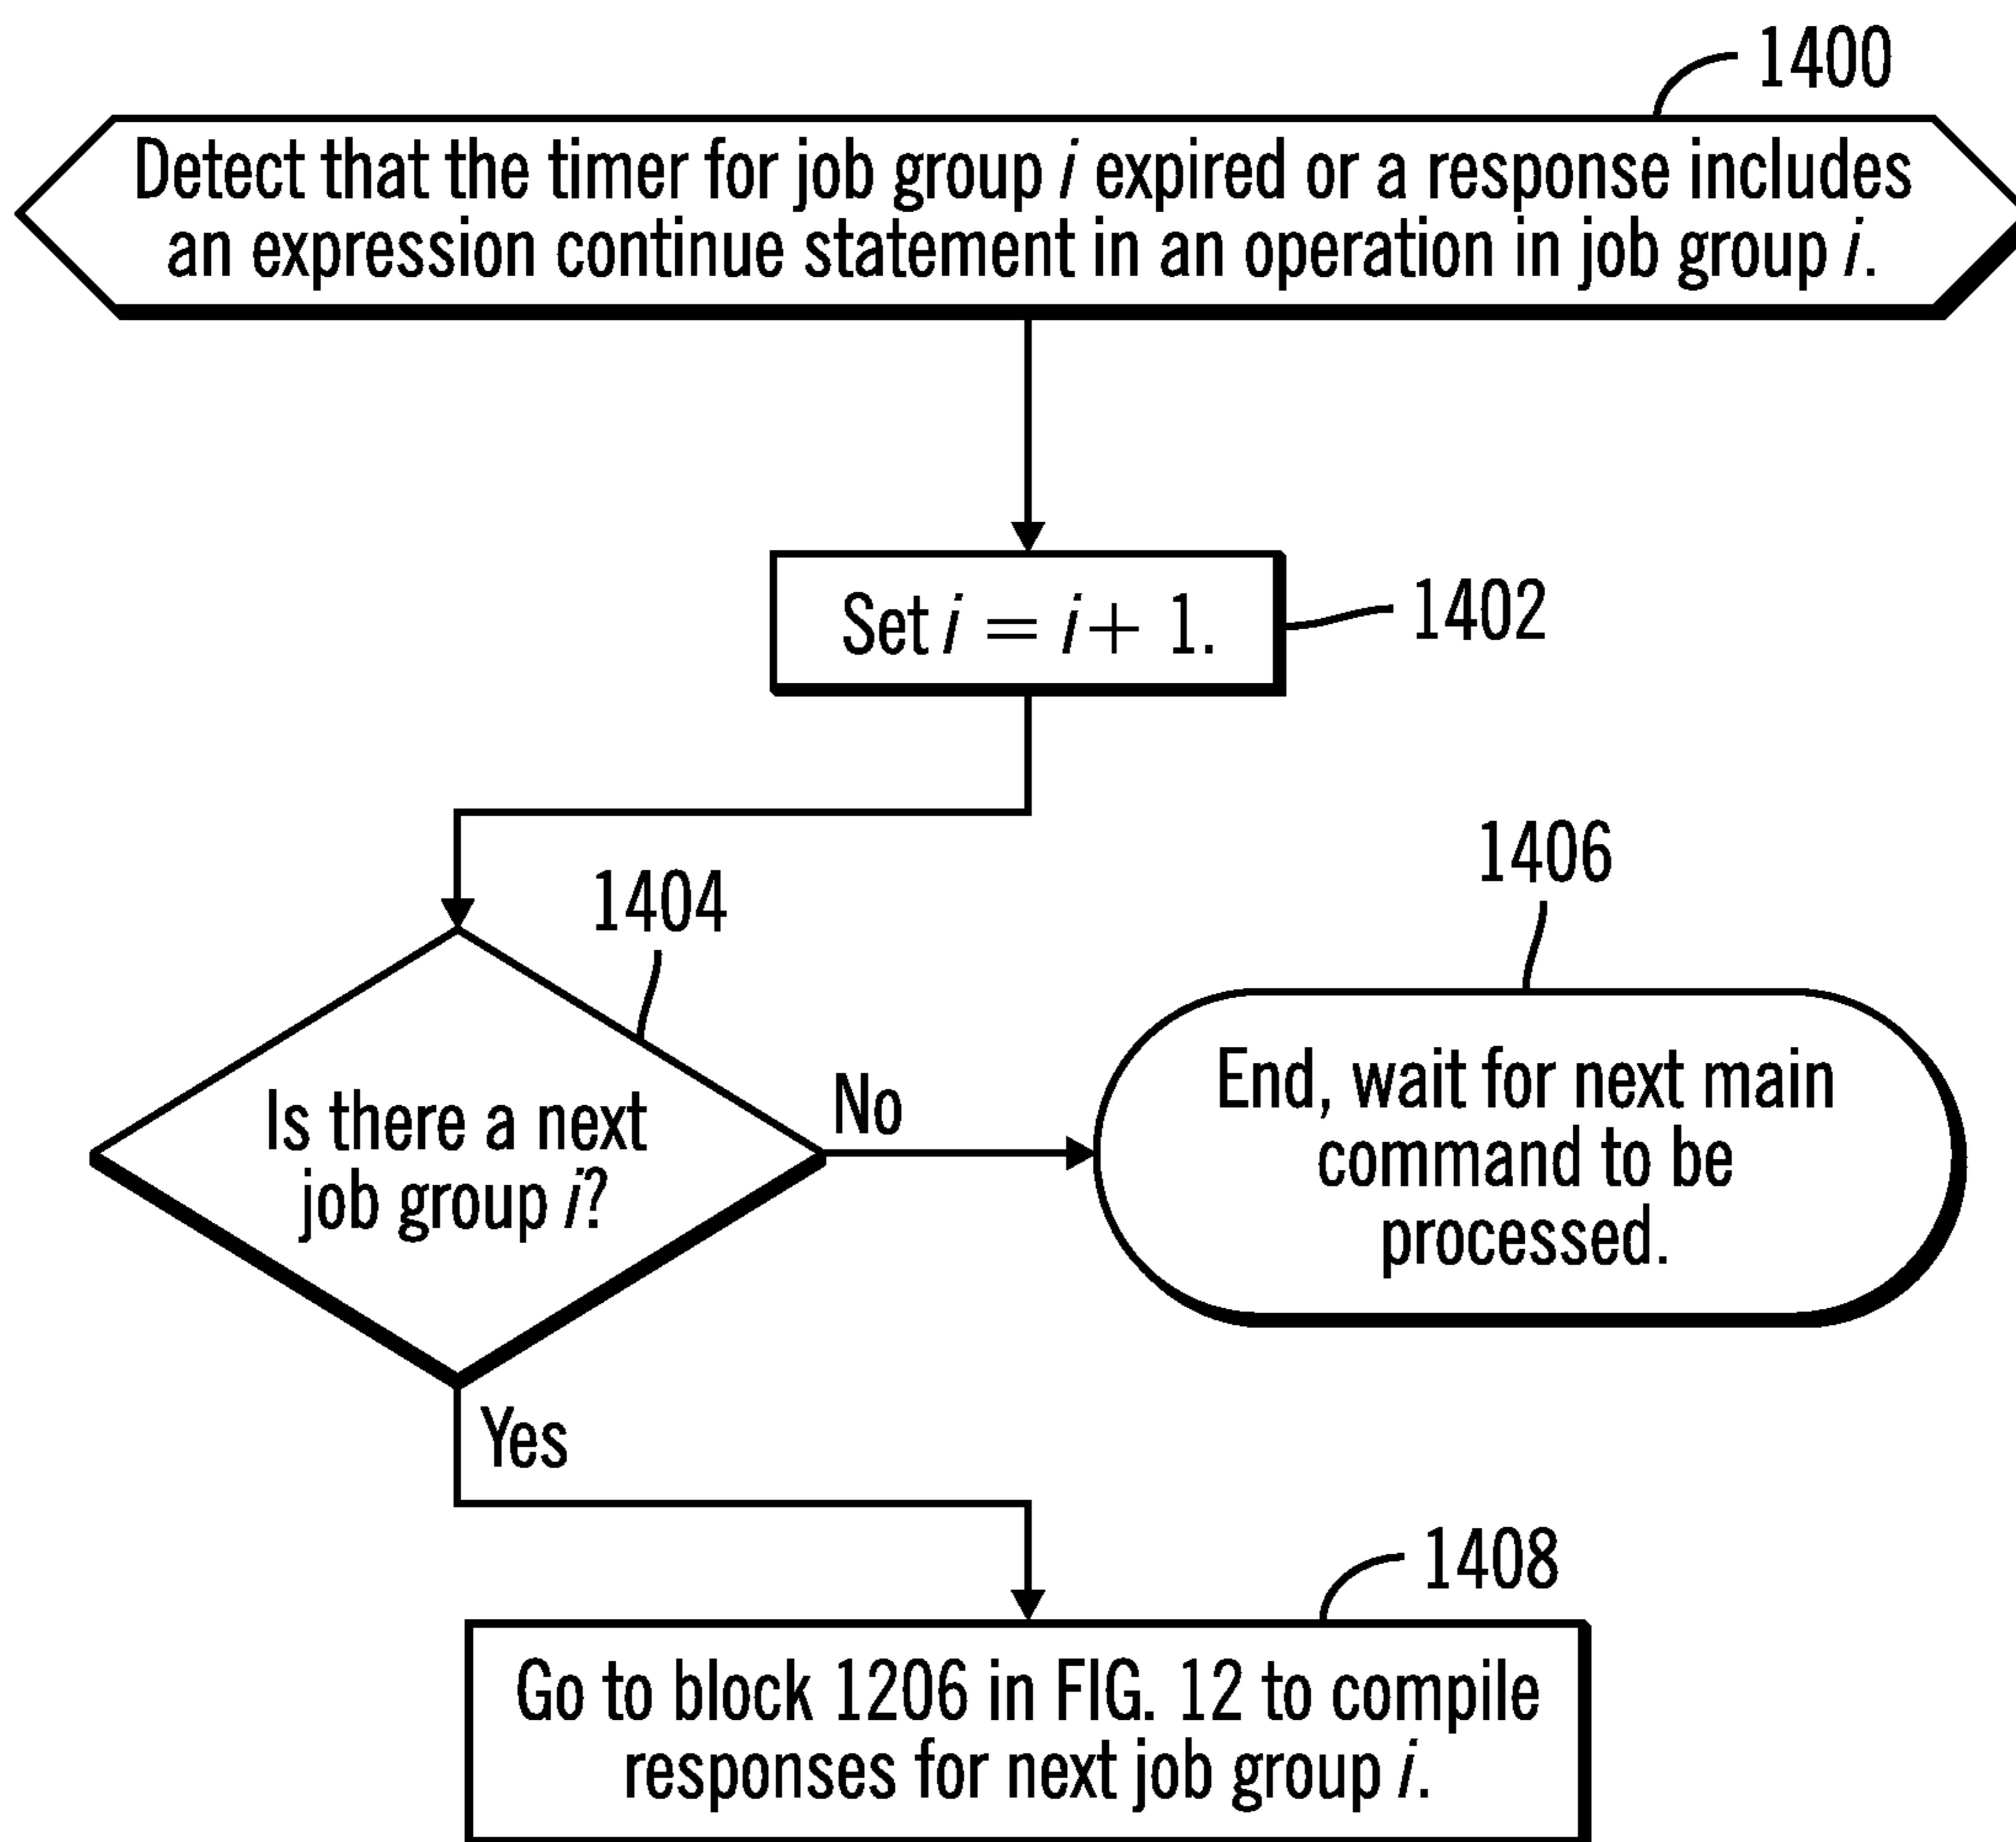 1400
Detect that the timer for job group i expired or a response includes
an expression continue statement in an operation in job group i.
Set i = i + 1.
1402
1404
1406
Is there a next
job group i?
No
End, wait for next main
command to be
processed.
Yes
1408
Go to block 1206 in FIG. 12 to compile
responses for next job group i.